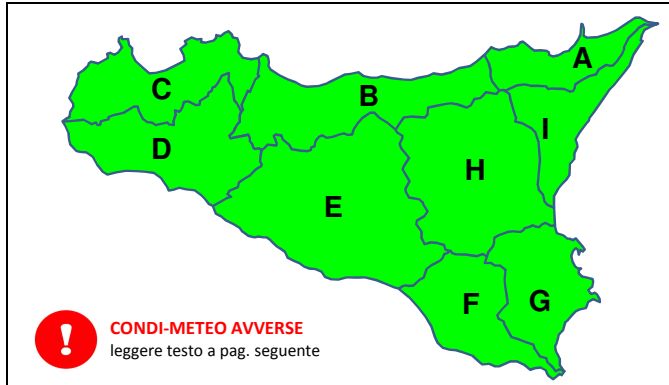 A
C
B
I
D
H
E
F
G
!
CONDI-METEO AVVERSE
leggere testo a pag. seguente